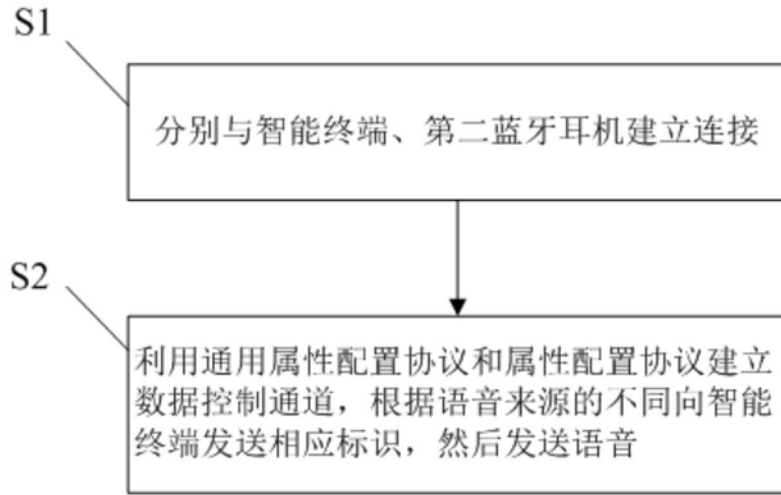 S1
分别与智能终端、第二蓝牙耳机建立连接
S2
利用通用属性配置协议和属性配置协议建立
数据控制通道，根据语音来源的不同向智能
终端发送相应标识，然后发送语音